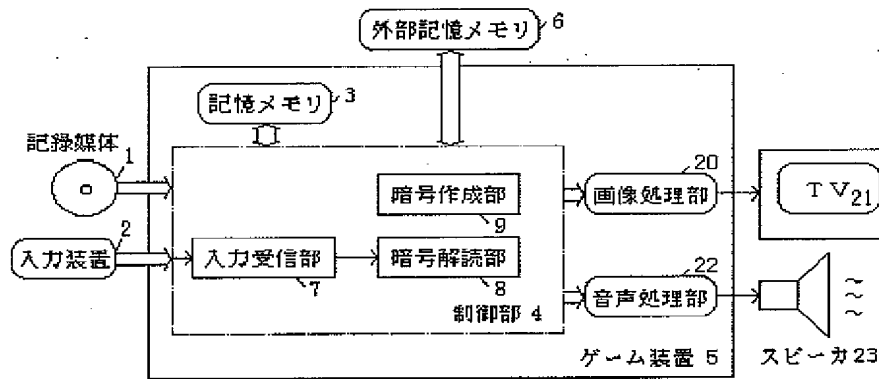 外部記憶メモリ 6
記憶メモリ 3
記録媒体
1
暗号作成部
9
20
画像処理部
TV 21
2
入力装置
入力受信部
7
暗号解読部
8
制御部 4
22
音声処理部
ゲーム装置 5
スピーカ 23